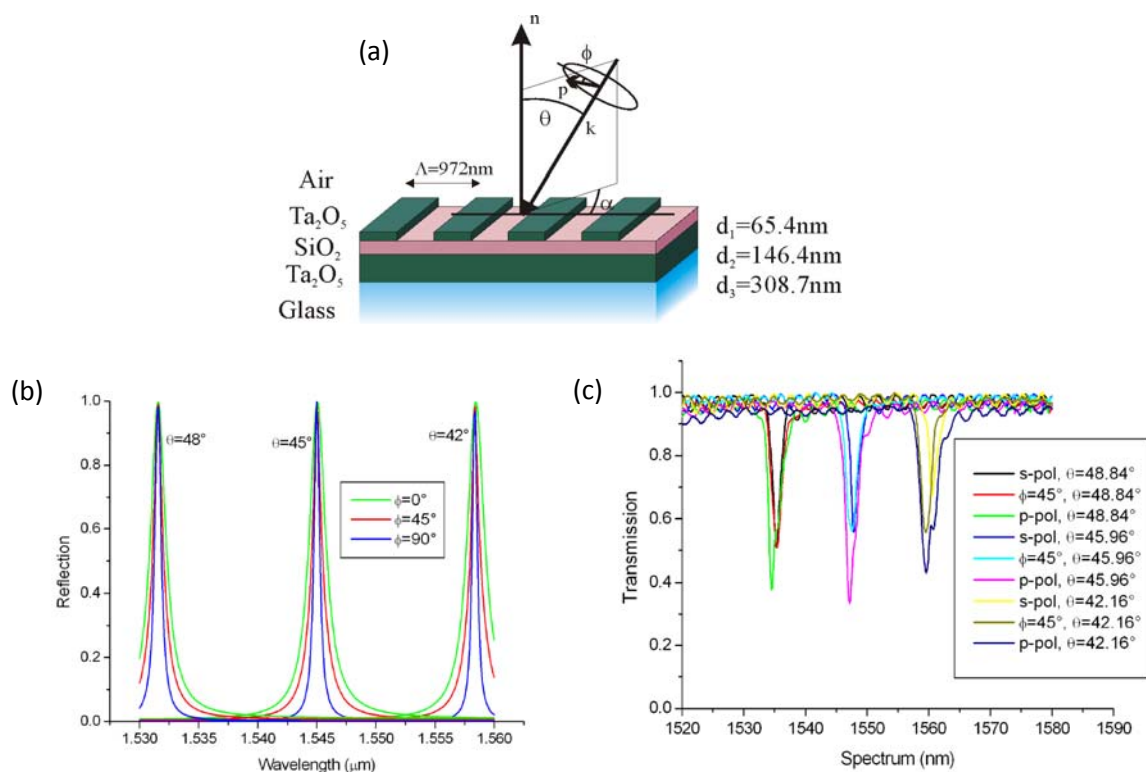 (a)
n
ϕ
p
θ
k
Λ=972nm
α
Air
Ta₂O₅
SiO₂
Ta₂O₅
Glass
d₁=65.4nm
d₂=146.4nm
d₃=308.7nm
(b)
1.0
0.8
0.6
0.4
0.2
0.0
Reflection
θ=48°
θ=45°
θ=42°
ϕ=0°
ϕ=45°
ϕ=90°
1.530 1.535 1.540 1.545 1.550 1.555 1.560
Wavelength (μm)
(c)
1.0
0.8
0.6
0.4
0.2
0.0
Transmission
s-pol, θ=48.84°
ϕ=45°, θ=48.84°
p-pol, θ=48.84°
s-pol, θ=45.96°
ϕ=45°, θ=45.96°
p-pol, θ=45.96°
s-pol, θ=42.16°
ϕ=45°, θ=42.16°
p-pol, θ=42.16°
1520 1530 1540 1550 1560 1570 1580
Spectrum (nm)